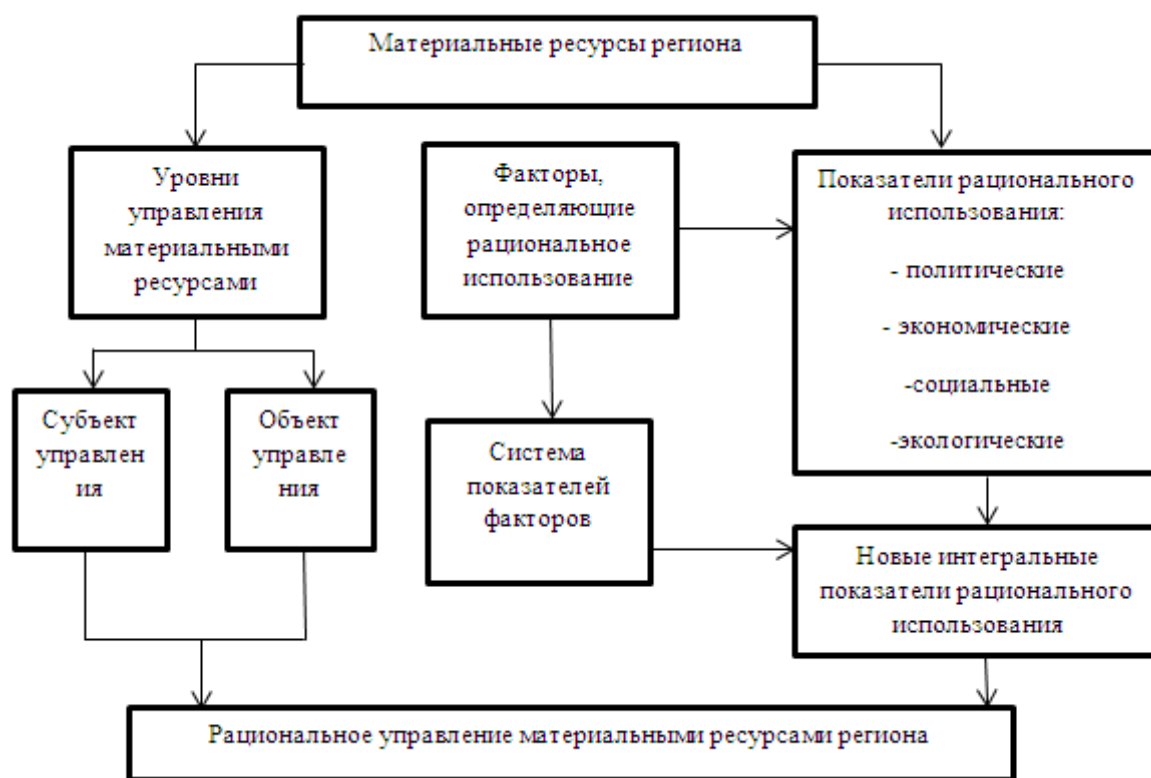 Материальные ресурсы региона
Уровни
управления
материальными
ресурсами
Факторы,
определяющие
рациональное
использование
Показатели рационального
использования:
- политические
- экономические
-социальные
-экологические
Субъект
управлен
ия
Объект
управле
ния
Система
показателей
факторов
Новые интегральные
показатели рационального
использования
Рациональное управление материальными ресурсами региона